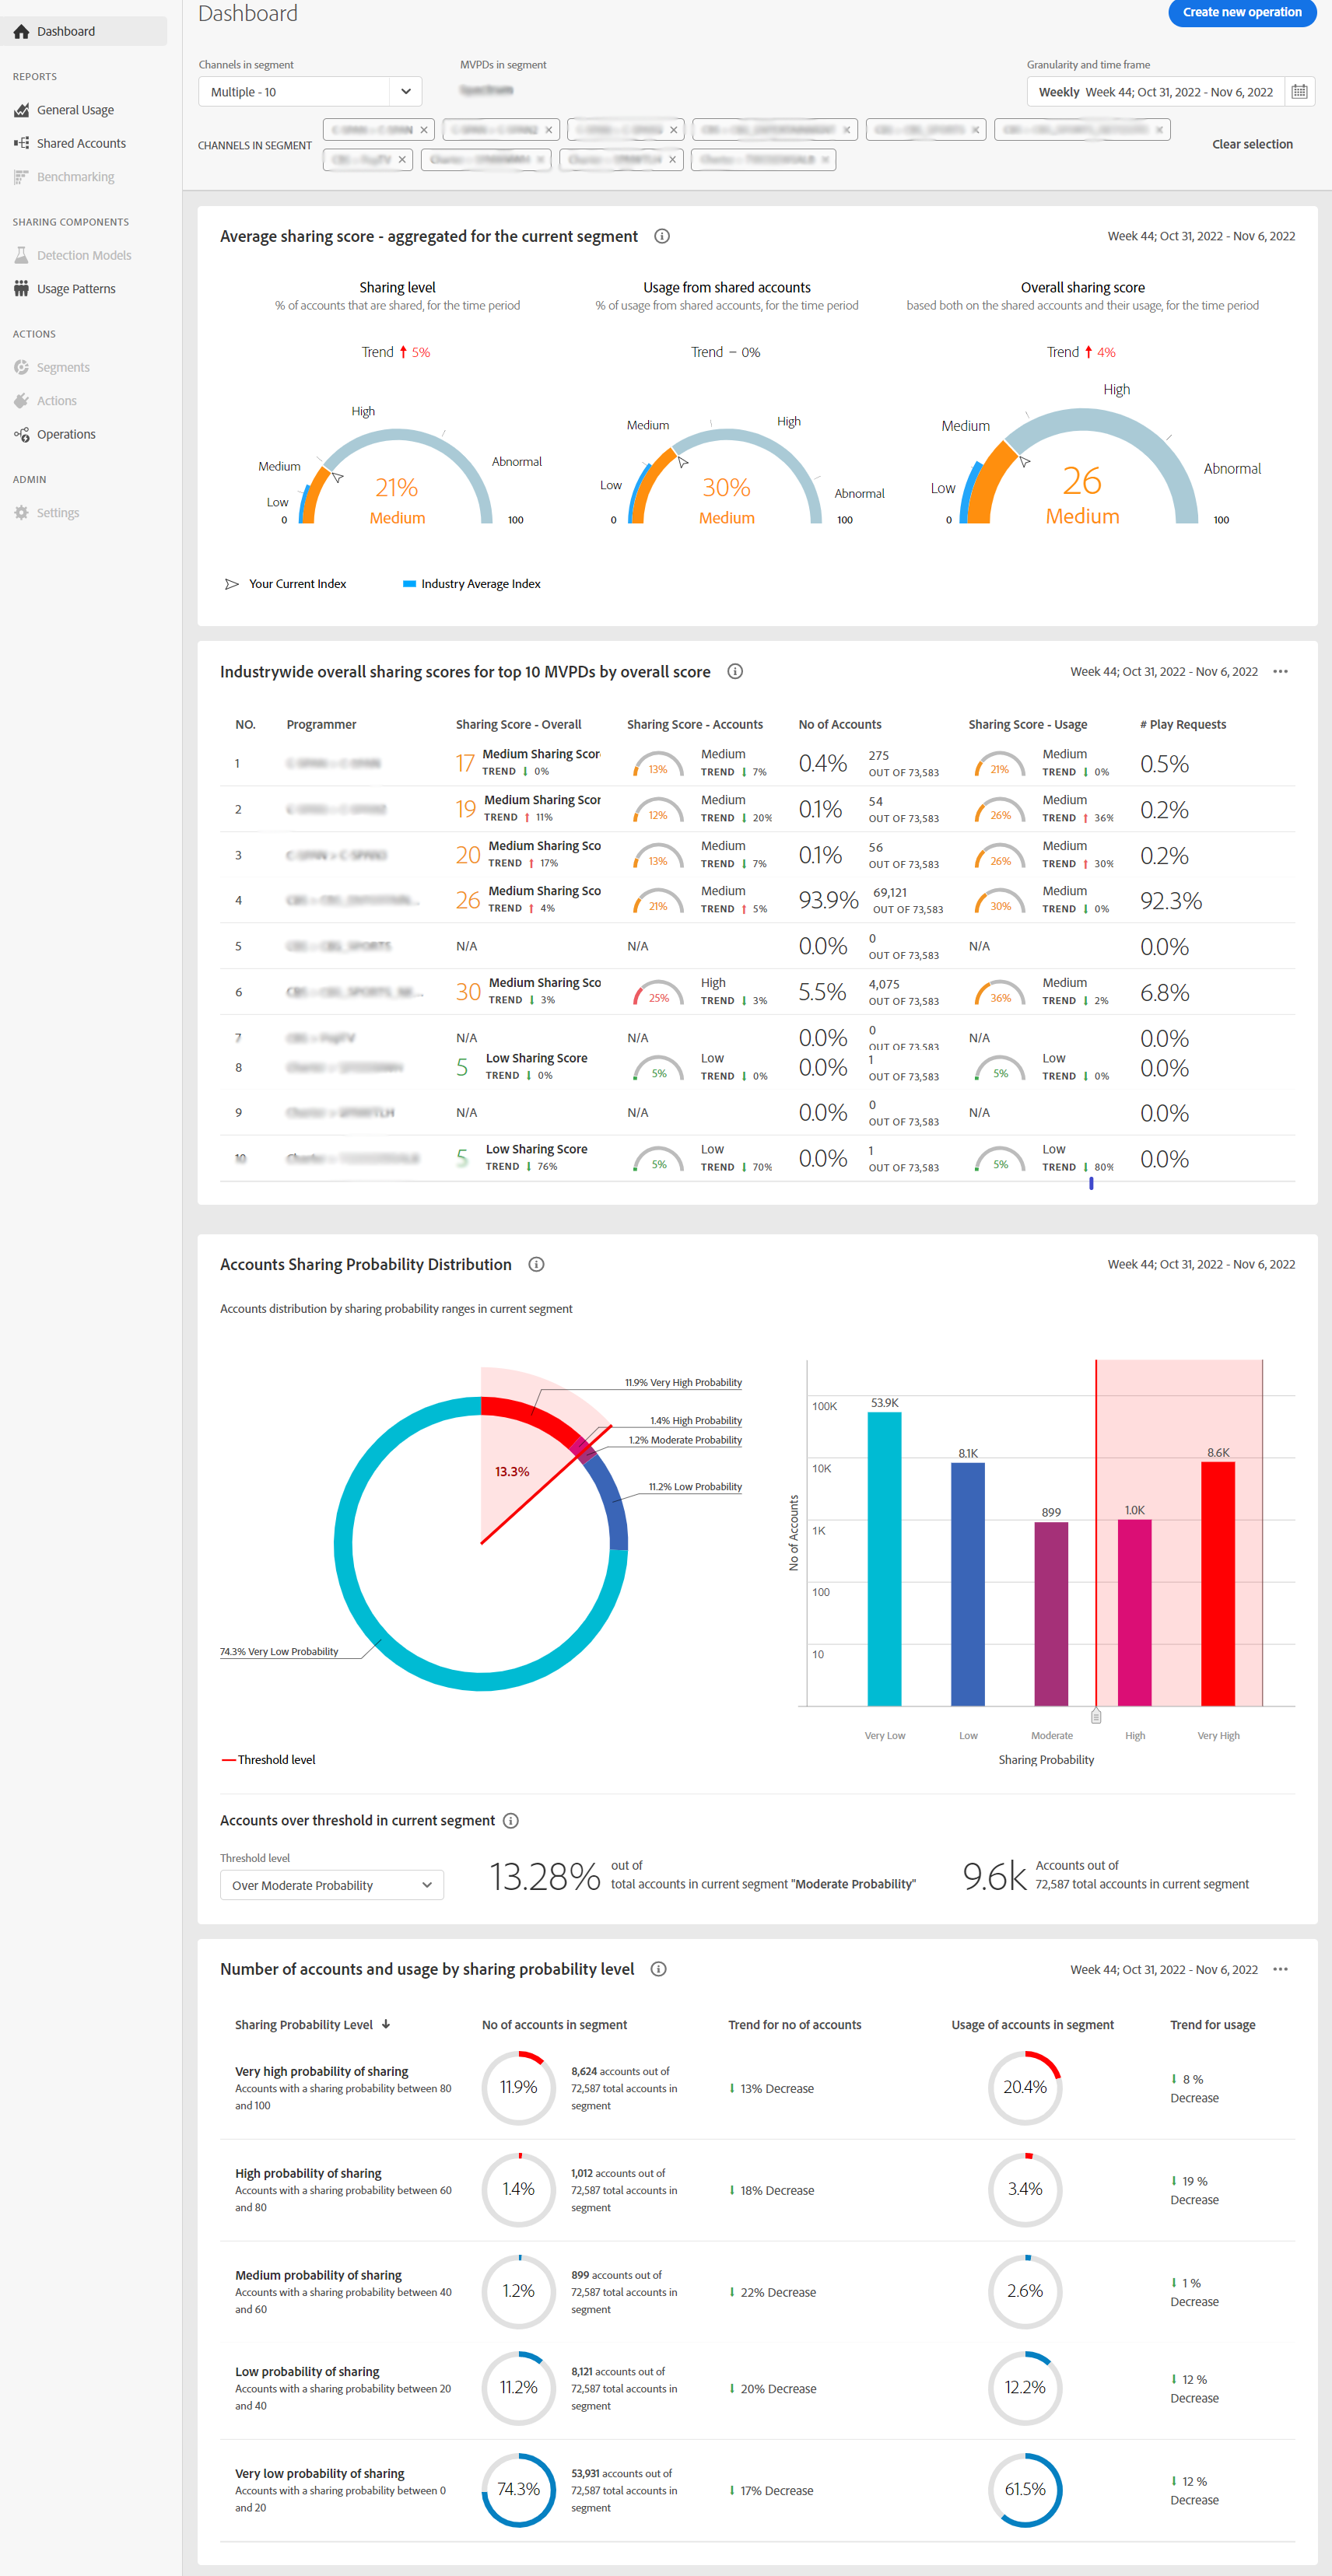 Dashboard
Create new operation
Dashboard
REPORTS
General Usage
Shared Accounts
Benchmarking
SHARING COMPONENTS
Detection Models
Usage Patterns
ACTIONS
Segments
Actions
Operations
ADMIN
Settings
Channels in segment
MVPDs in segment
Granularity and time frame
Multiple - 10
Weekly Week 44; Oct 31, 2022 - Nov 6, 2022
CHANNELS IN SEGMENT
Clear selection
Average sharing score - aggregated for the current segment
Week 44; Oct 31, 2022 - Nov 6, 2022
Sharing level
% of accounts that are shared, for the time period
Trend 5%
High
Medium
Abnormal
Low
0
100
21%
Medium
Usage from shared accounts
% of usage from shared accounts, for the time period
Trend – 0%
Medium
High
Low
Abnormal
0
100
30%
Medium
Overall sharing score
based both on the shared accounts and their usage, for the time period
Trend 4%
High
Medium
Abnormal
Low
0
100
26
Medium
Your Current Index
Industry Average Index
Industrywide overall sharing scores for top 10 MVPDs by overall score
Week 44; Oct 31, 2022 - Nov 6, 2022
NO. Programmer Sharing Score - Overall Sharing Score - Accounts No of Accounts Sharing Score - Usage # Play Requests
1 17 Medium Sharing Scor TREND 0% 13% Medium TREND 7% 0.4% 275 OUT OF 73,583 21% Medium TREND 0% 0.5%
2 19 Medium Sharing Scor TREND 11% 12% Medium TREND 20% 0.1% 54 OUT OF 73,583 26% Medium TREND 36% 0.2%
3 20 Medium Sharing Sco TREND 17% 13% Medium TREND 7% 0.1% 56 OUT OF 73,583 26% Medium TREND 30% 0.2%
4 26 Medium Sharing Sco TREND 4% 21% Medium TREND 5% 93.9% 69,121 OUT OF 73,583 30% Medium TREND 0% 92.3%
5 N/A N/A 0.0% 0 OUT OF 73,583 N/A 0.0%
6 30 Medium Sharing Sco TREND 3% 25% High TREND 3% 5.5% 4,075 OUT OF 73,583 36% Medium TREND 2% 6.8%
7 N/A N/A 0.0% 0 OUT OF 73,583 N/A 0.0%
8 5 Low Sharing Score TREND 0% 5% Low TREND 0% 0.0% 1 OUT OF 73,583 5% Low TREND 0% 0.0%
9 N/A N/A 0.0% 0 OUT OF 73,583 N/A 0.0%
10 5 Low Sharing Score TREND 76% 5% Low TREND 70% 0.0% 1 OUT OF 73,583 5% Low TREND 80% 0.0%
Accounts Sharing Probability Distribution
Week 44; Oct 31, 2022 - Nov 6, 2022
Accounts distribution by sharing probability ranges in current segment
11.9% Very High Probability
1.4% High Probability
1.2% Moderate Probability
13.3%
11.2% Low Probability
74.3% Very Low Probability
Threshold level
No of Accounts
100K
10K
1K
100
10
53.9K
8.1K
899
1.0K
8.6K
Very Low
Low
Moderate
High
Very High
Sharing Probability
Accounts over threshold in current segment
Threshold level
Over Moderate Probability
13.28% out of
total accounts in current segment "Moderate Probability"
9.6k Accounts out of
72,587 total accounts in current segment
Number of accounts and usage by sharing probability level
Week 44; Oct 31, 2022 - Nov 6, 2022
Sharing Probability Level No of accounts in segment Trend for no of accounts Usage of accounts in segment Trend for usage
Very high probability of sharing
Accounts with a sharing probability between 80
and 100
11.9%
8,624 accounts out of
72,587 total accounts in
segment
13% Decrease
20.4%
8 %
Decrease
High probability of sharing
Accounts with a sharing probability between 60
and 80
1.4%
1,012 accounts out of
72,587 total accounts in
segment
18% Decrease
3.4%
19 %
Decrease
Medium probability of sharing
Accounts with a sharing probability between 40
and 60
1.2%
899 accounts out of
72,587 total accounts in
segment
22% Decrease
2.6%
1 %
Decrease
Low probability of sharing
Accounts with a sharing probability between 20
and 40
11.2%
8,121 accounts out of
72,587 total accounts in
segment
20% Decrease
12.2%
12 %
Decrease
Very low probability of sharing
Accounts with a sharing probability between 0
and 20
74.3%
53,931 accounts out of
72,587 total accounts in
segment
17% Decrease
61.5%
12 %
Decrease